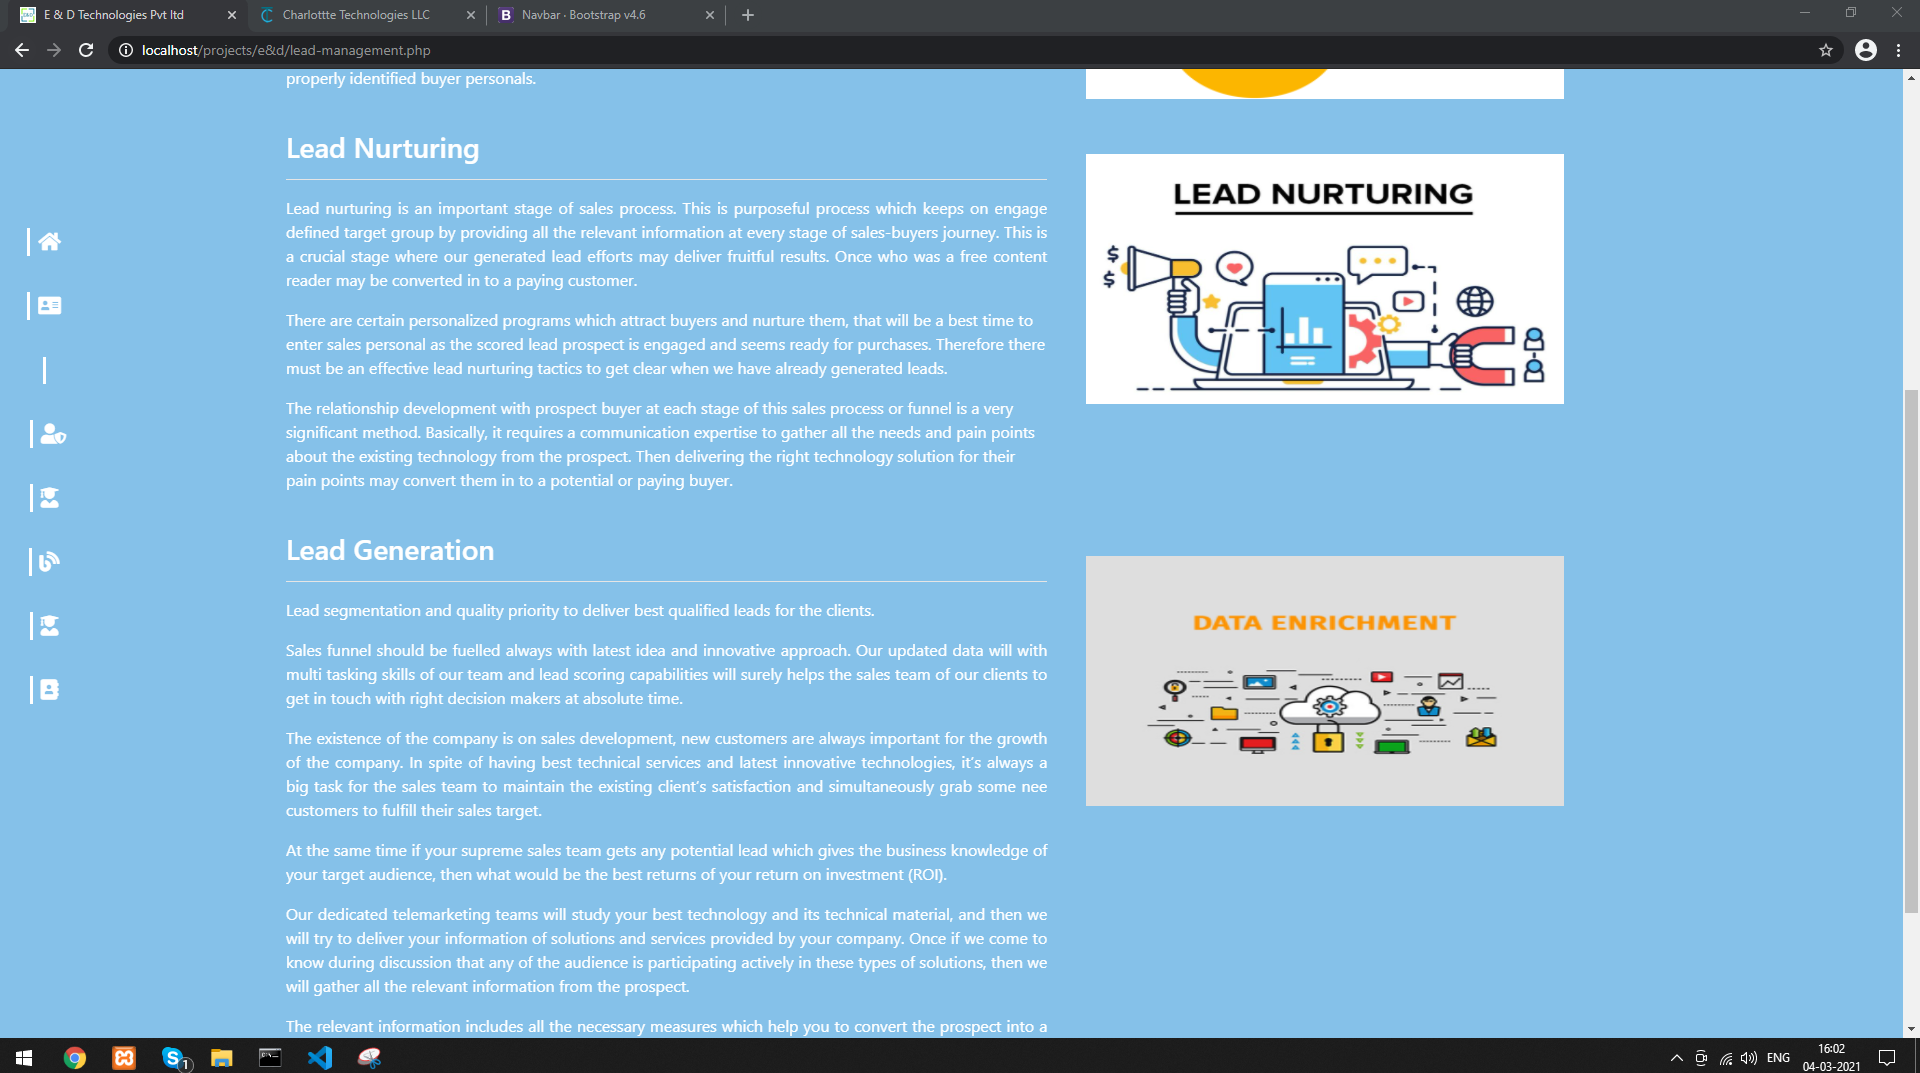 E & D Technologies Pvt ltd
Charlottte Technologies LLC
B
Navbar · Bootstrap v4.6
localhost/projects/e&d/lead-management.php
properly identified buyer personals.
Lead Nurturing
Lead nurturing is an important stage of sales process. This is purposeful process which keeps on engage
defined target group by providing all the relevant information at every stage of sales-buyers journey. This is
a crucial stage where our generated lead efforts may deliver fruitful results. Once who was a free content
reader may be converted in to a paying customer.
There are certain personalized programs which attract buyers and nurture them, that will be a best time to
enter sales personal as the scored lead prospect is engaged and seems ready for purchases. Therefore there
must be an effective lead nurturing tactics to get clear when we have already generated leads.
The relationship development with prospect buyer at each stage of this sales process or funnel is a very
significant method. Basically, it requires a communication expertise to gather all the needs and pain points
about the existing technology from the prospect. Then delivering the right technology solution for their
pain points may convert them in to a potential or paying buyer.
LEAD NURTURING
$
$
Lead Generation
Lead segmentation and quality priority to deliver best qualified leads for the clients.
Sales funnel should be fuelled always with latest idea and innovative approach. Our updated data will with
multi tasking skills of our team and lead scoring capabilities will surely helps the sales team of our clients to
get in touch with right decision makers at absolute time.
The existence of the company is on sales development, new customers are always important for the growth
of the company. In spite of having best technical services and latest innovative technologies, it's always a
big task for the sales team to maintain the existing client's satisfaction and simultaneously grab some nee
customers to fulfill their sales target.
At the same time if your supreme sales team gets any potential lead which gives the business knowledge of
your target audience, then what would be the best returns of your return on investment (ROI).
Our dedicated telemarketing teams will study your best technology and its technical material, and then we
will try to deliver your information of solutions and services provided by your company. Once if we come to
know during discussion that any of the audience is participating actively in these types of solutions, then we
will gather all the relevant information from the prospect.
The relevant information includes all the necessary measures which help you to convert the prospect into a
DATA ENRICHMENT
S 1
ENG
16:02
04-03-2021